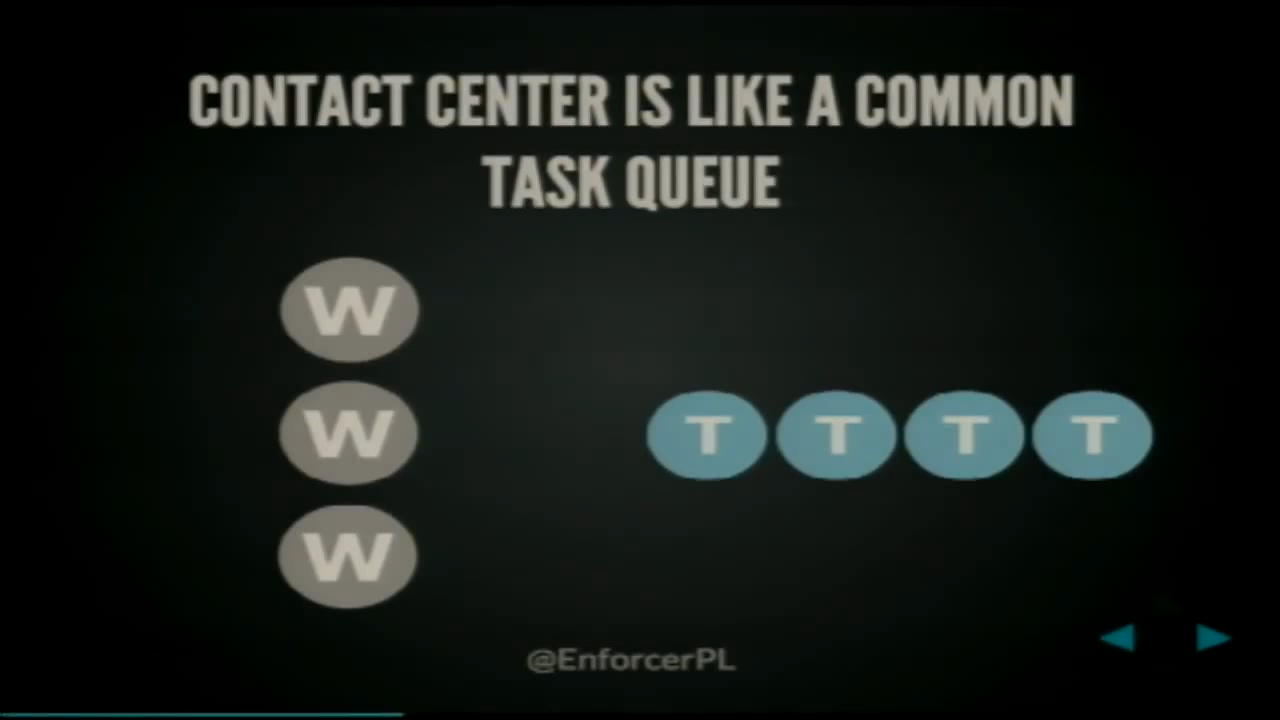 CONTACT CENTER IS LIKE A COMMON
TASK QUEUE
W
W
T T T T
W
@EnforcerPL